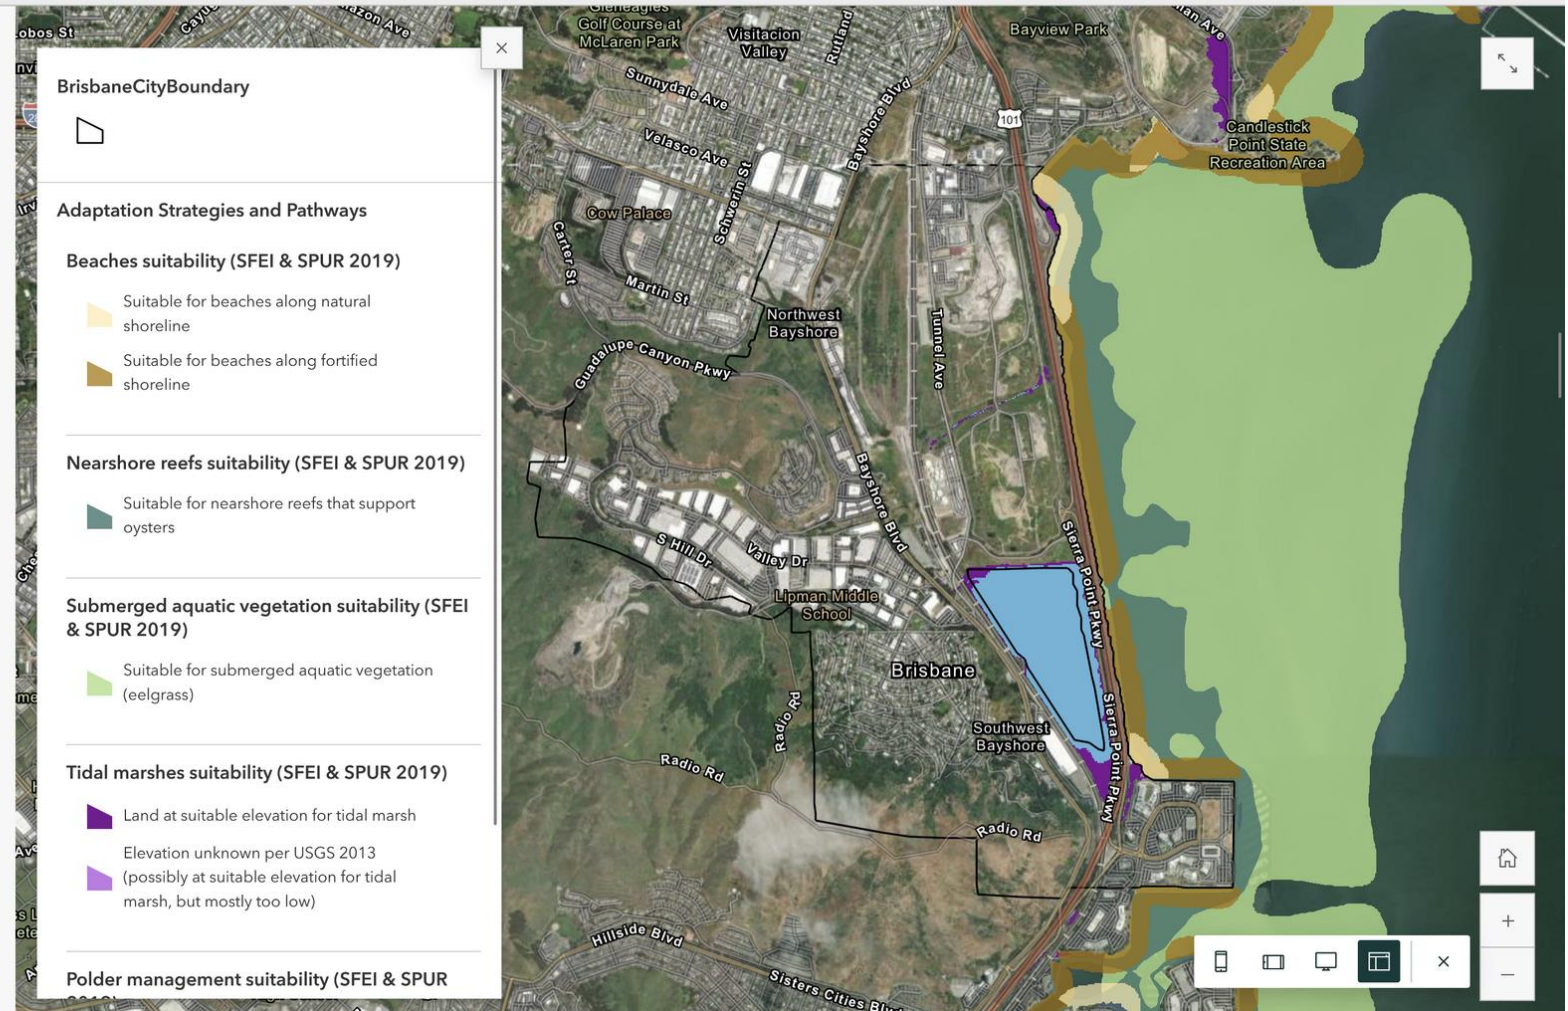 BrisbaneCityBoundary
Adaptation Strategies and Pathways
Beaches suitability (SFEI & SPUR 2019)
Suitable for beaches along natural
shoreline
Suitable for beaches along fortified
shoreline
Nearshore reefs suitability (SFEI & SPUR 2019)
Suitable for nearshore reefs that support
oysters
Submerged aquatic vegetation suitability (SFEI
& SPUR 2019)
Suitable for submerged aquatic vegetation
(eelgrass)
Tidal marshes suitability (SFEI & SPUR 2019)
Land at suitable elevation for tidal marsh
Elevation unknown per USGS 2013
(possibly at suitable elevation for tidal
marsh, but mostly too low)
Polder management suitability (SFEI & SPUR
2019)
Gleneagles
Golf Course at
McLaren Park
Visitacion
Valley
Rutland
Bayview Park
Sunnydale Ave
Velasco Ave
Schwerin St
Bayshore Blvd
101
Candlestick
Point State
Recreation Area
Cow Palace
Carter St
Martin St
Northwest
Bayshore
Tunnel Ave
Guadalupe Canyon Pkwy
Bayshore Blvd
S Hill Dr
Valley Dr
Lipman Middle
School
Sierra Point Pkwy
Brisbane
Southwest
Bayshore
Sierra Point Pkwy
Radio Rd
Radio Rd
Radio Rd
Hillside Blvd
Sisters Cities Blv